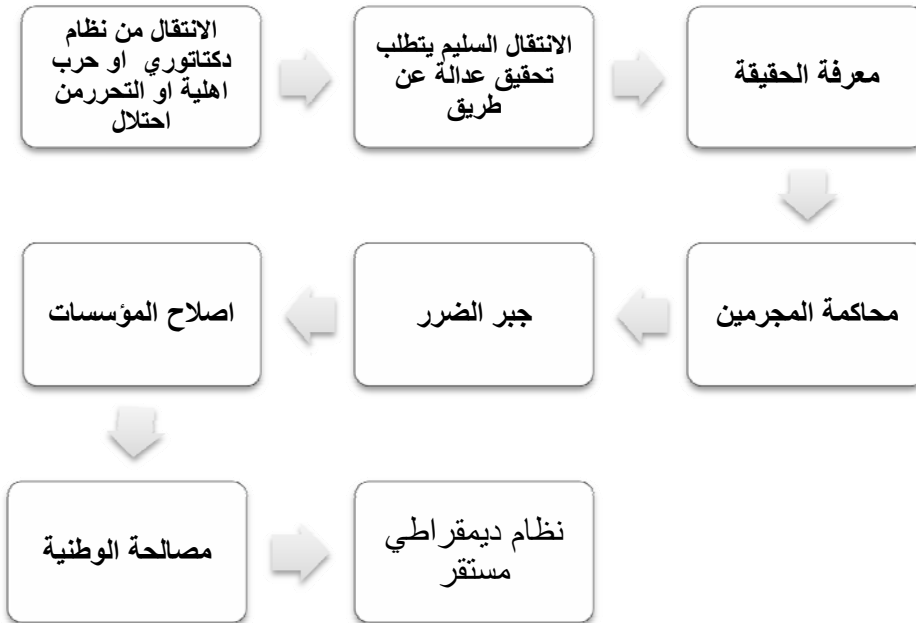 الانتقال من نظام
دكتاتوري او حرب
اهلية او التحررمن
احتلال
الانتقال السليم يتطلب
تحقيق عدالة عن
طريق
معرفة الحقيقة
محاكمة المجرمين
جبر الضرر
اصلاح المؤسسات
مصالحة الوطنية
نظام ديمقراطي
مستقر